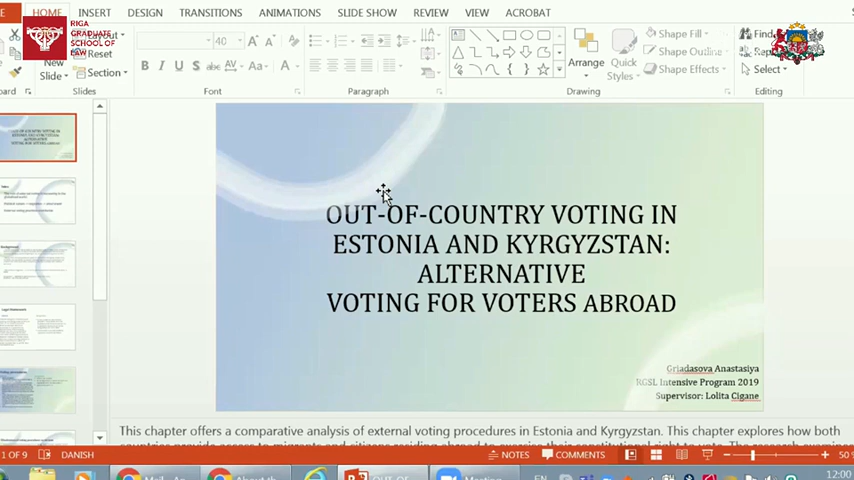 HOME
INSERT
DESIGN
TRANSITIONS
ANIMATIONS
SLIDE SHOW
REVIEW
VIEW
ACROBAT
RIGA
GRADUATE
SCHOOL OF
LAW
Reset
New
Slide
Section
40
Font
Paragraph
Arrange
Quick
Styles
Shape Fill
Shape Outline
Shape Effects
Drawing
Select
Editing
OUT-OF-COUNTRY VOTING IN
ESTONIA AND KYRGYZSTAN:
ALTERNATIVE
VOTING FOR VOTERS ABROAD
Griadasova Anastasiya
RGSL Intensive Program 2019
Supervisor: Lolita Cigane
This chapter offers a comparative analysis of external voting procedures in Estonia and Kyrgyzstan. This chapter explores how both
1 OF 9
DANISH
NOTES
COMMENTS
EN
12:00